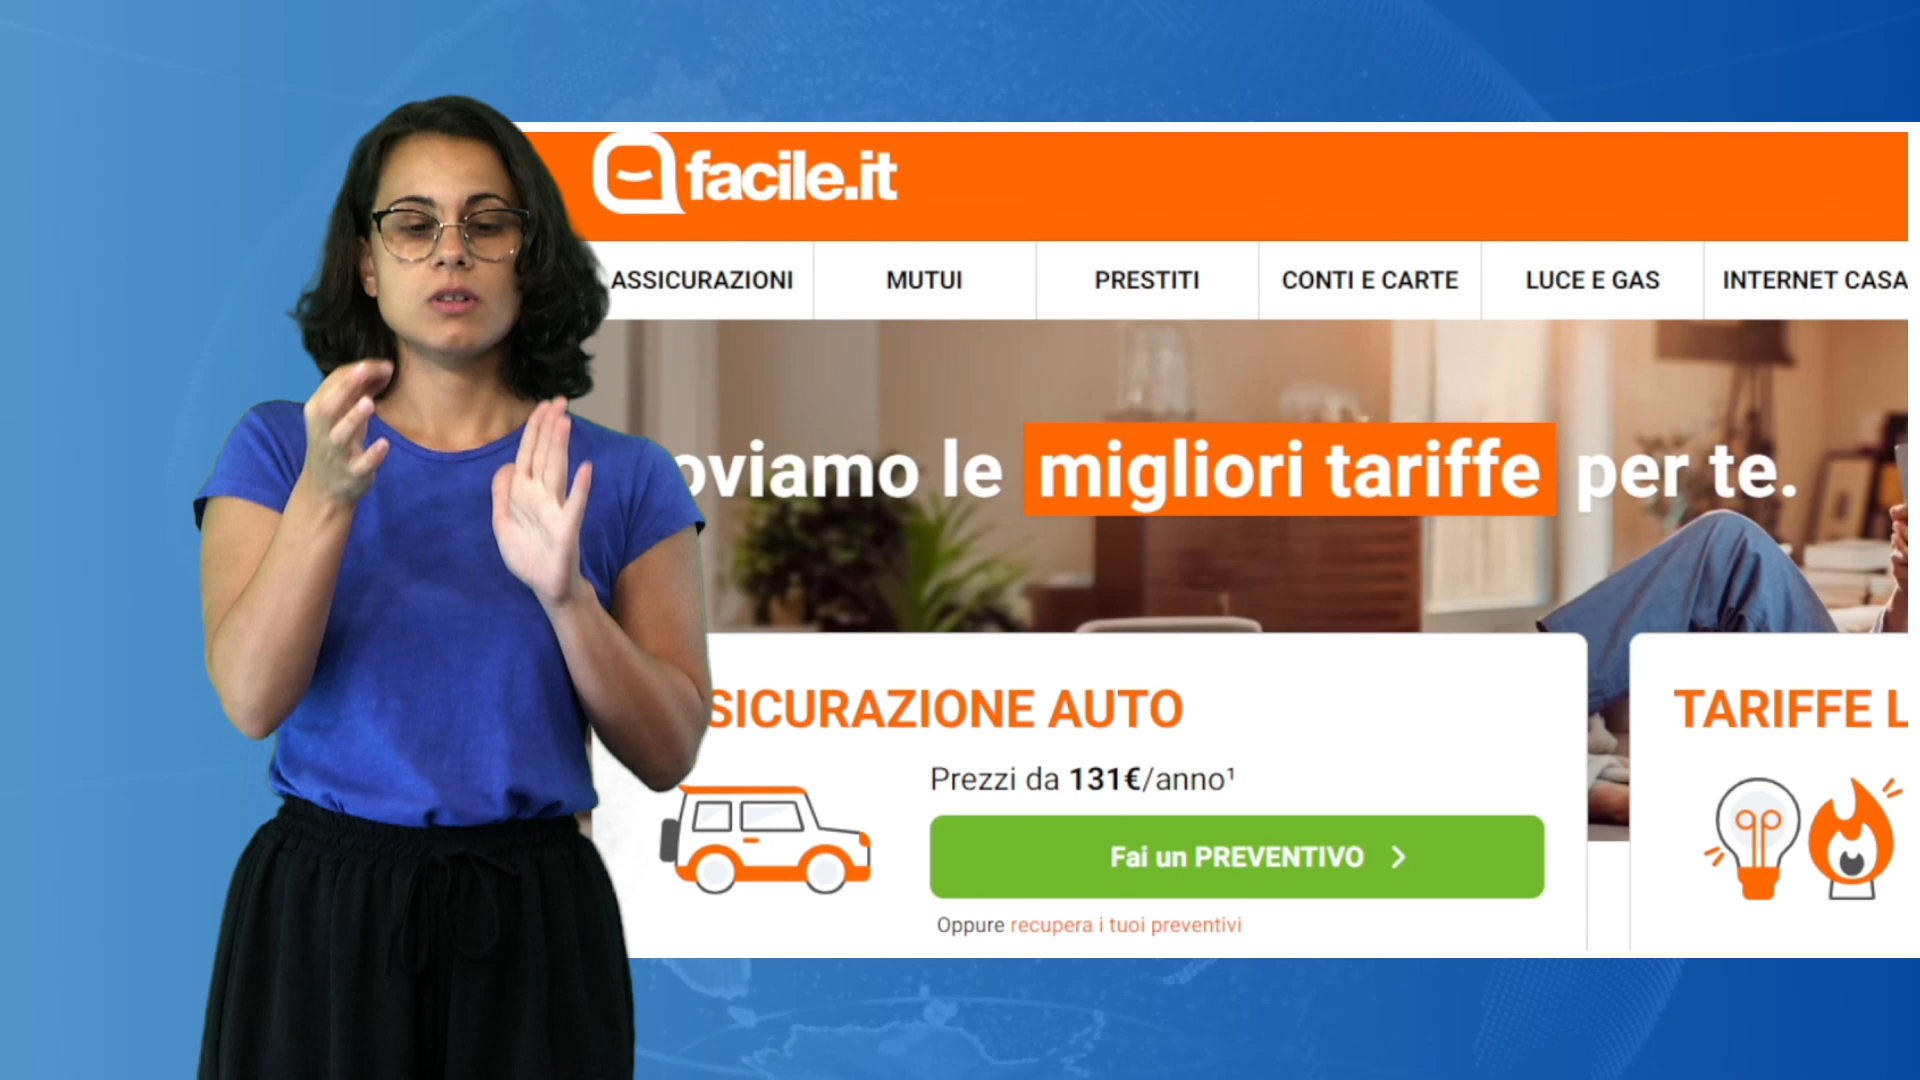 facile.it
ASSICURAZIONI MUTUI PRESTITI CONTI E CARTE LUCE E GAS INTERNET CASA
oviamo le migliori tariffe per te.
SICURAZIONE AUTO
TARIFFE L
Prezzi da 131€/anno¹
Fai un PREVENTIVO
Oppure recupera i tuoi preventivi